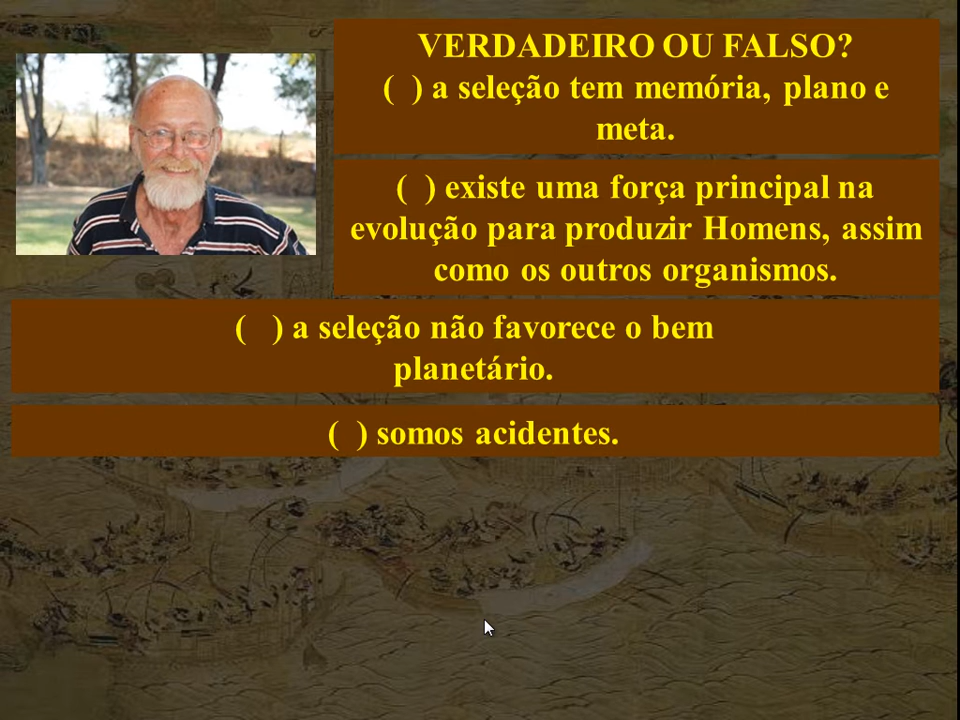 VERDADEIRO OU FALSO?
( ) a seleção tem memória, plano e
meta.
( ) existe uma força principal na
evolução para produzir Homens, assim
como os outros organismos.
( ) a seleção não favorece o bem
planetário.
( ) somos acidentes.